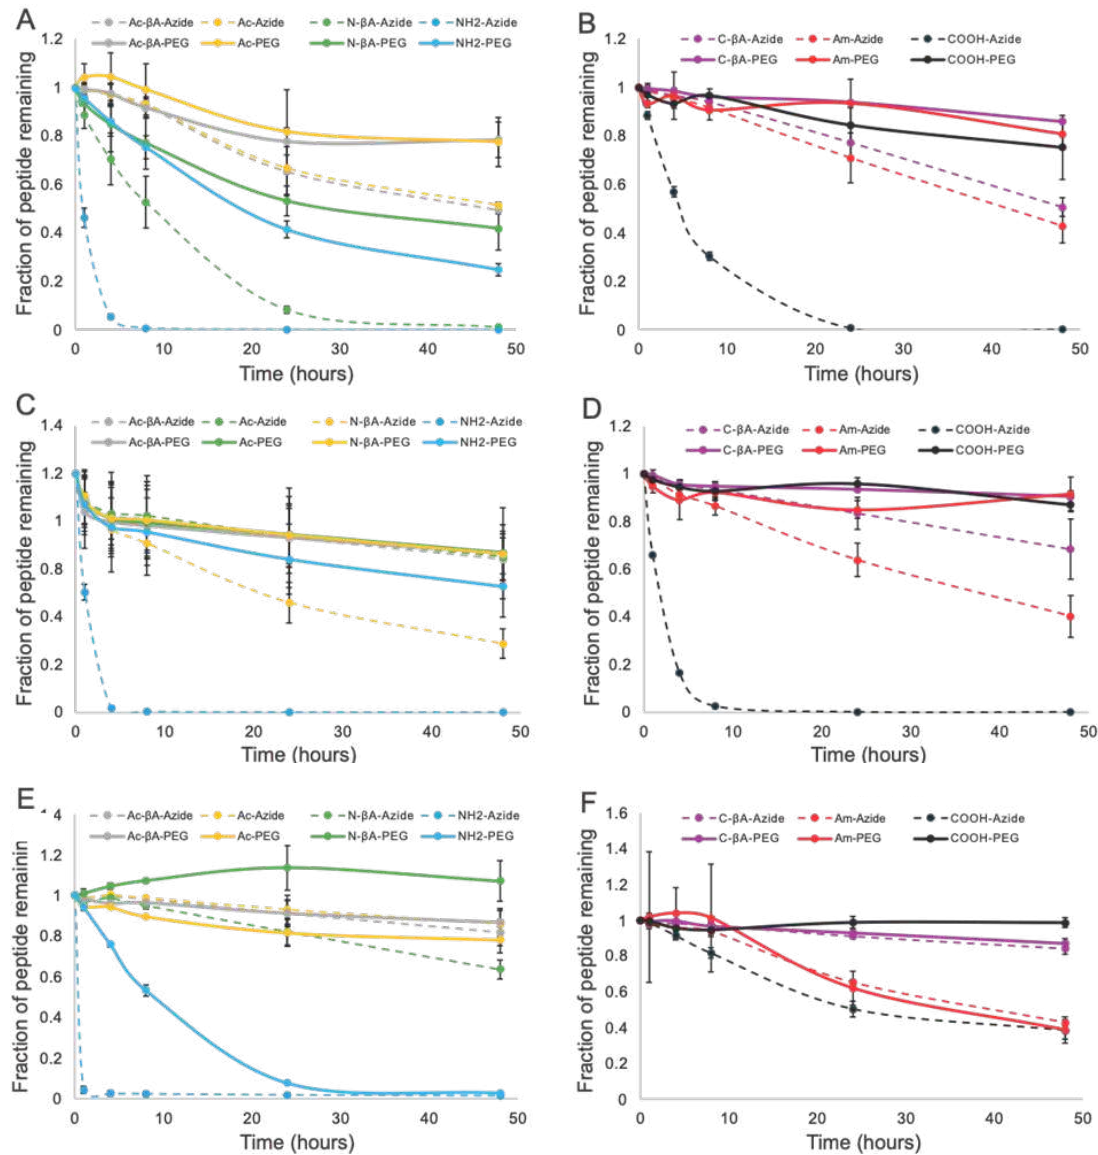 A
Ac-βA-Azide Ac-Azide N-βA-Azide NH2-Azide
Ac-βA-PEG Ac-PEG N-βA-PEG NH2-PEG
1.2
1
0.8
0.6
0.4
0.2
0
Fraction of peptide remaining
0 10 20 30 40 50
Time (hours)
B
C-βA-Azide Am-Azide COOH-Azide
C-βA-PEG Am-PEG COOH-PEG
1.2
1
0.8
0.6
0.4
0.2
0
Fraction of peptide remaining
0 10 20 30 40 50
Time (hours)
C
Ac-βA-Azide Ac-Azide N-βA-Azide NH2-Azide
Ac-βA-PEG Ac-PEG N-βA-PEG NH2-PEG
1.4
1.2
1
0.8
0.6
0.4
0.2
0
Fraction of peptide remaining
0 10 20 30 40 50
Time (hours)
D
C-βA-Azide Am-Azide COOH-Azide
C-βA-PEG Am-PEG COOH-PEG
1.2
1
0.8
0.6
0.4
0.2
0
Fraction of peptide remaining
0 10 20 30 40 50
Time (hours)
E
Ac-βA-Azide Ac-Azide N-βA-Azide NH2-Azide
Ac-βA-PEG Ac-PEG N-βA-PEG NH2-PEG
1.4
1.2
1
0.8
0.6
0.4
0.2
0
Fraction of peptide remainin
0 10 20 30 40 50
Time (hours)
F
C-βA-Azide Am-Azide COOH-Azide
C-βA-PEG Am-PEG COOH-PEG
1.6
1.4
1.2
1
0.8
0.6
0.4
0.2
0
Fraction of peptide remaining
0 10 20 30 40 50
Time (hours)